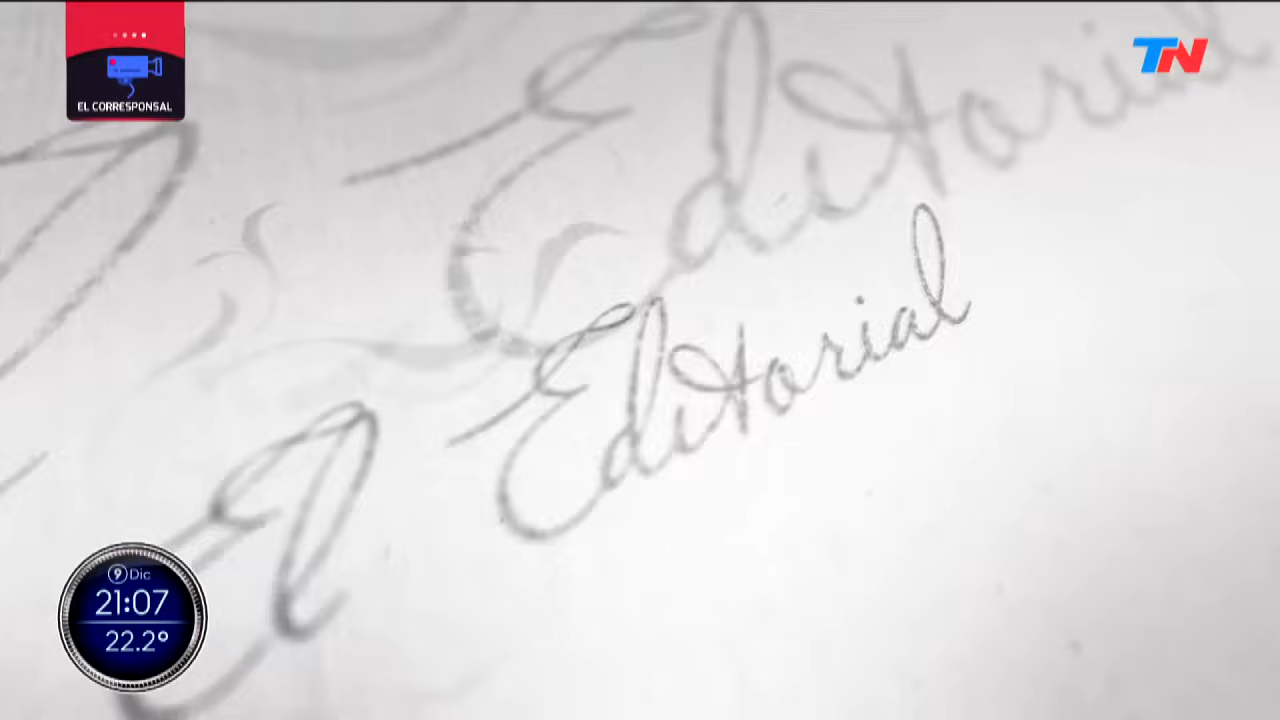 EL CORRESPONSAL
TN
Editorial
Editorial
9 Dic
21:07
22.2°